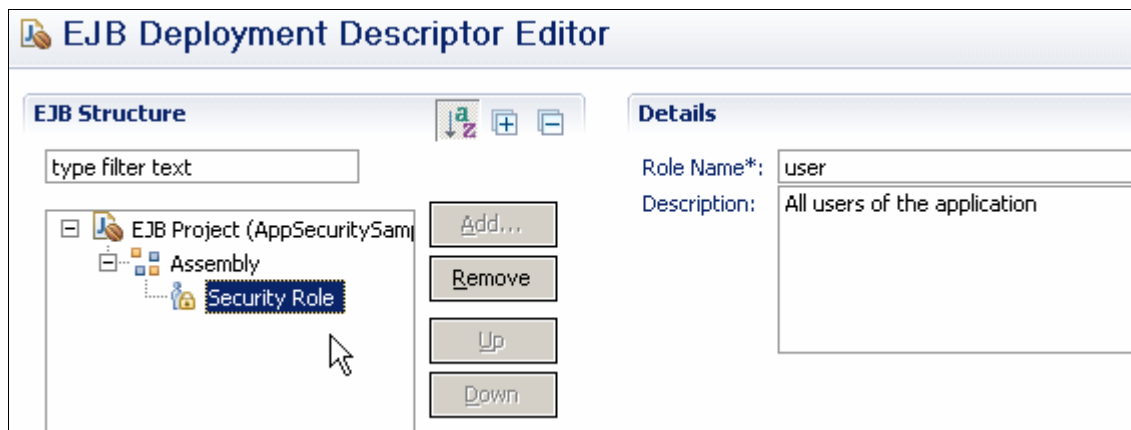 EJB Deployment Descriptor Editor
EJB Structure
Details
type filter text
Role Name*: user
Description: All users of the application
EJB Project (AppSecuritySam
Assembly
Security Role
Add...
Remove
Up
Down